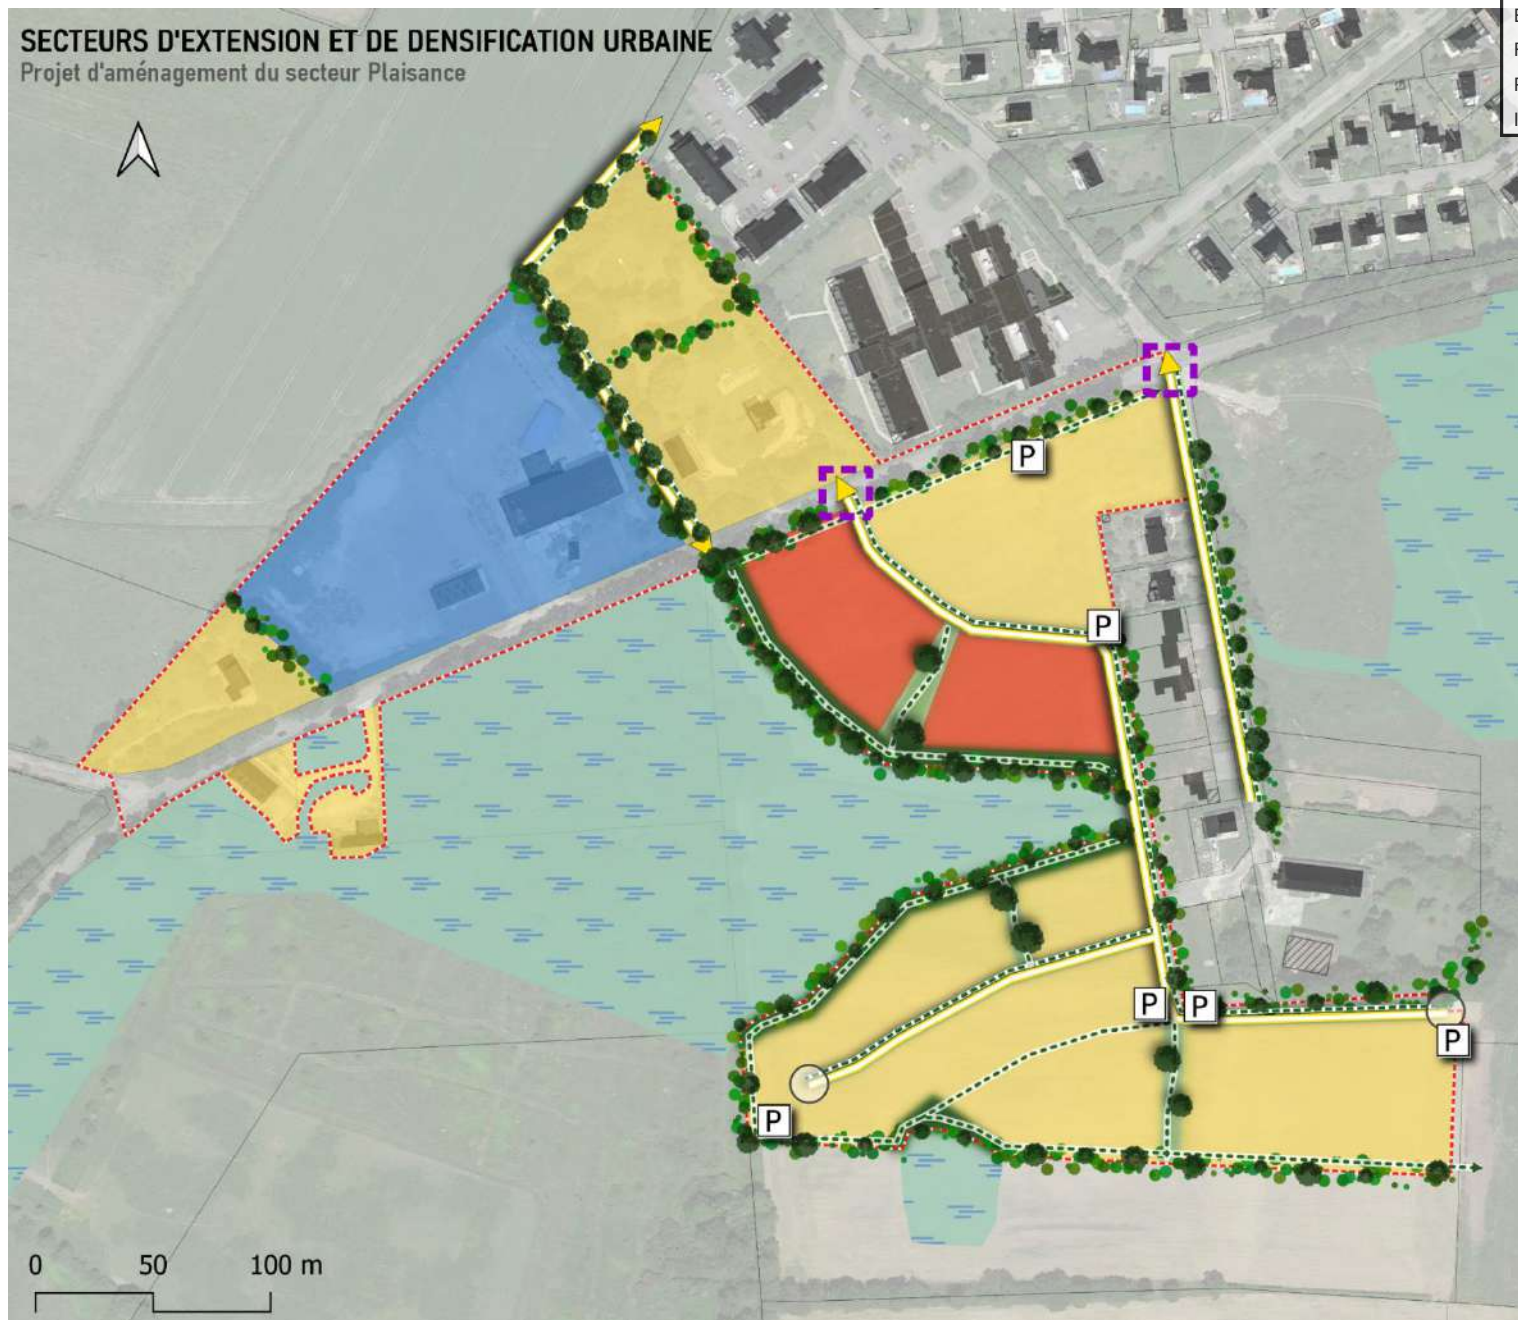 SECTEURS D'EXTENSION ET DE DENSIFICATION URBAINE
Projet d'aménagement du secteur Plaisance
P
P
P
P
P
P
0 50 100 m